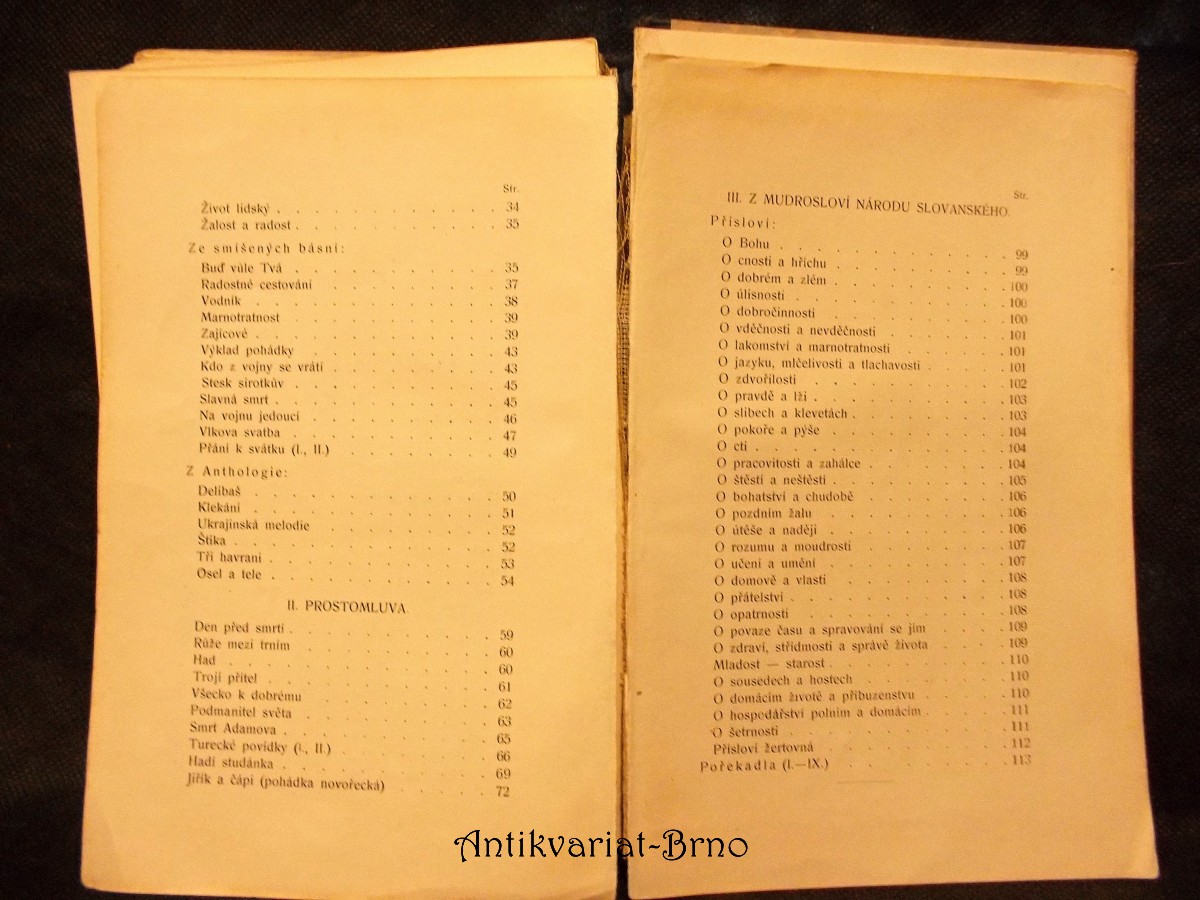 Str.
Život lidský . . . . . . . . . . . 34
Žalost a radost . . . . . . . . . . 35
Ze smíšených básní:
Buď vůle Tvá . . . . . . . . . . 35
Radostné cestování . . . . . . . . . 37
Vodník . . . . . . . . . . . 38
Marnotratnost . . . . . . . . . . 39
Zajícové . . . . . . . . . . . 39
Výklad pohádky . . . . . . . . . 43
Kdo z vojny se vrátí . . . . . . . . 43
Stesk sirotkův . . . . . . . . . . 45
Slavná smrt . . . . . . . . . . 45
Na vojnu jedoucí . . . . . . . . . 46
Vlkova svatba . . . . . . . . . . 47
Přání k svátku (I., II.) . . . . . . . . 49
Z Anthologie:
Delibaš . . . . . . . . . . . 50
Klekání . . . . . . . . . . . 51
Ukrajinská melodie . . . . . . . . . 52
Štika . . . . . . . . . . . . 52
Tři havrani . . . . . . . . . . 53
Osel a tele . . . . . . . . . . 54
II. PROSTOMLUVA.
Den před smrtí . . . . . . . . . . 59
Růže mezi trním . . . . . . . . . 60
Had . . . . . . . . . . . . 60
Trojí přítel . . . . . . . . . . 61
Všecko k dobrému . . . . . . . . . 62
Podmanitel světa . . . . . . . . . 63
Smrt Adamova . . . . . . . . . . 65
Turecké povídky (I., II.) . . . . . . . 66
Hadí studánka . . . . . . . . . . 69
Jiřík a čápi (pohádka novořecká) . . . . . 72
Str.
III. Z MUDROSLOVÍ NÁRODU SLOVANSKÉHO.
Přísloví:
O Bohu . . . . . . . . . . . 99
O cnosti a hříchu . . . . . . . . . 99
O dobrém a zlém . . . . . . . . . 100
O úlisnosti . . . . . . . . . . 100
O dobročinnosti . . . . . . . . . 100
O vděčnosti a nevděčnosti . . . . . . 101
O lakomství a marnotratnosti . . . . . 101
O jazyku, mlčelivosti a tlachavosti . . . . 101
O zdvořilosti . . . . . . . . . . 102
O pravdě a lži . . . . . . . . . . 103
O slibech a klevetách . . . . . . . . 103
O pokoře a pýše . . . . . . . . . 104
O cti . . . . . . . . . . . . 104
O pracovitosti a zahálce . . . . . . . 104
O štěstí a neštěstí . . . . . . . . . 105
O bohatství a chudobě . . . . . . . 106
O pozdním žalu . . . . . . . . . 106
O útěše a naději . . . . . . . . . 106
O rozumu a moudrosti . . . . . . . 107
O učení a umění . . . . . . . . . 107
O domově a vlasti . . . . . . . . 108
O přátelství . . . . . . . . . . 108
O opatrnosti . . . . . . . . . . 108
O povaze času a spravování se jím . . . . 109
O zdraví, střídmosti a správě života . . . . 109
Mladost — starost . . . . . . . . . 110
O sousedech a hostech . . . . . . . 110
O domácím životě a příbuzenstvu . . . . 110
O hospodářství polním a domácím . . . . 111
O šetrnosti . . . . . . . . . . 111
Přísloví žertovná . . . . . . . . . 112
Pořekadla (I.—IX.) . . . . . . . . . 113
Antikvariat-Brno